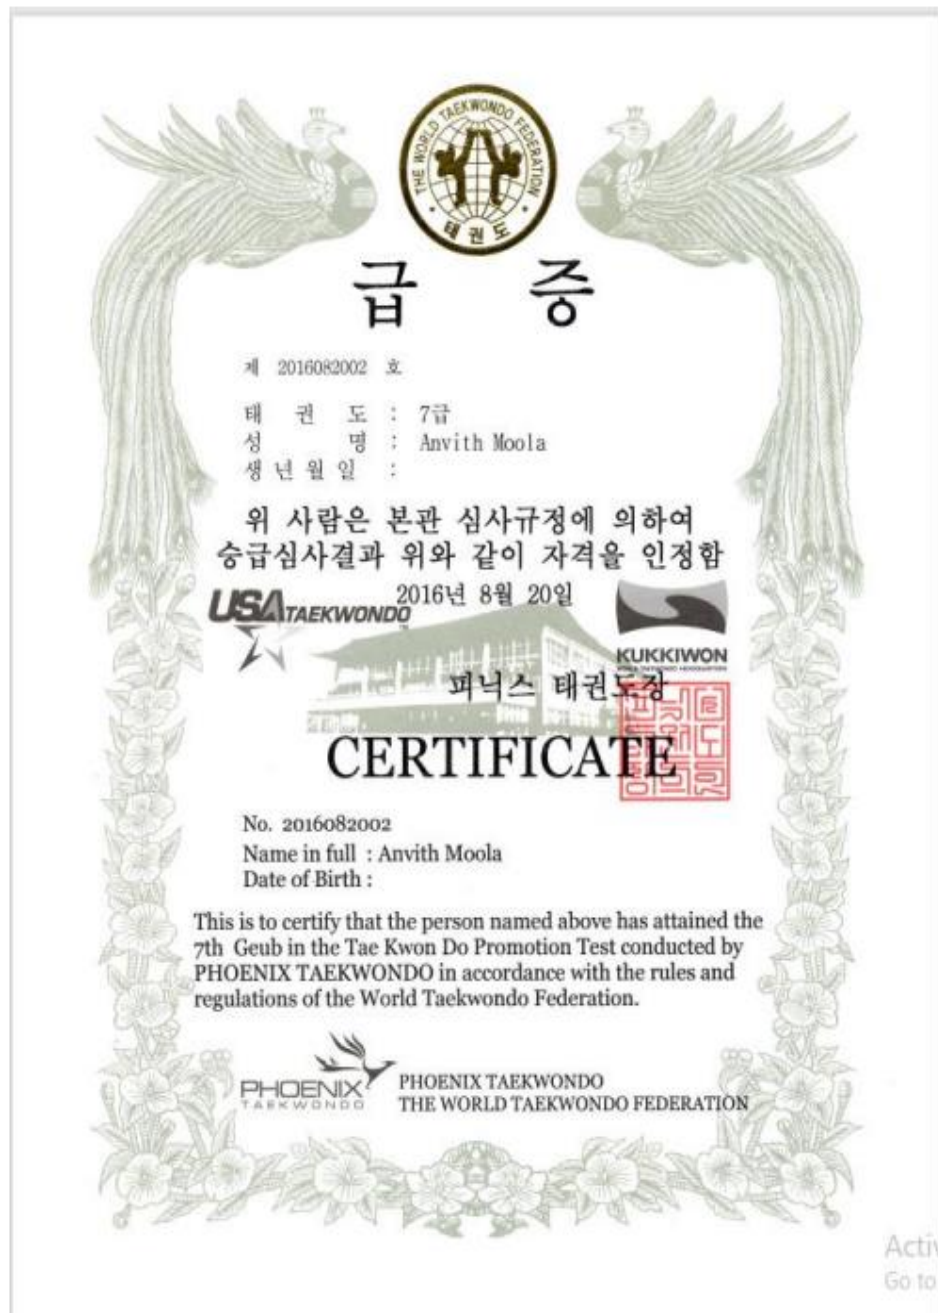 THE WORLD TAEKWONDO FEDERATION
태권도
급 증
제 2016082002 호
태 권 도 : 7급
성 명 : Anvith Moola
생 년 월 일 :
위 사람은 본관 심사규정에 의하여
승급심사결과 위와 같이 자격을 인정함
2016년 8월 20일
USA TAEKWONDO
KUKKIWON
피닉스 태권도장
CERTIFICATE
No. 2016082002
Name in full : Anvith Moola
Date of Birth :
This is to certify that the person named above has attained the
7th Geub in the Tae Kwon Do Promotion Test conducted by
PHOENIX TAEKWONDO in accordance with the rules and
regulations of the World Taekwondo Federation.
PHOENIX
TAEKWONDO
PHOENIX TAEKWONDO
THE WORLD TAEKWONDO FEDERATION
Go to